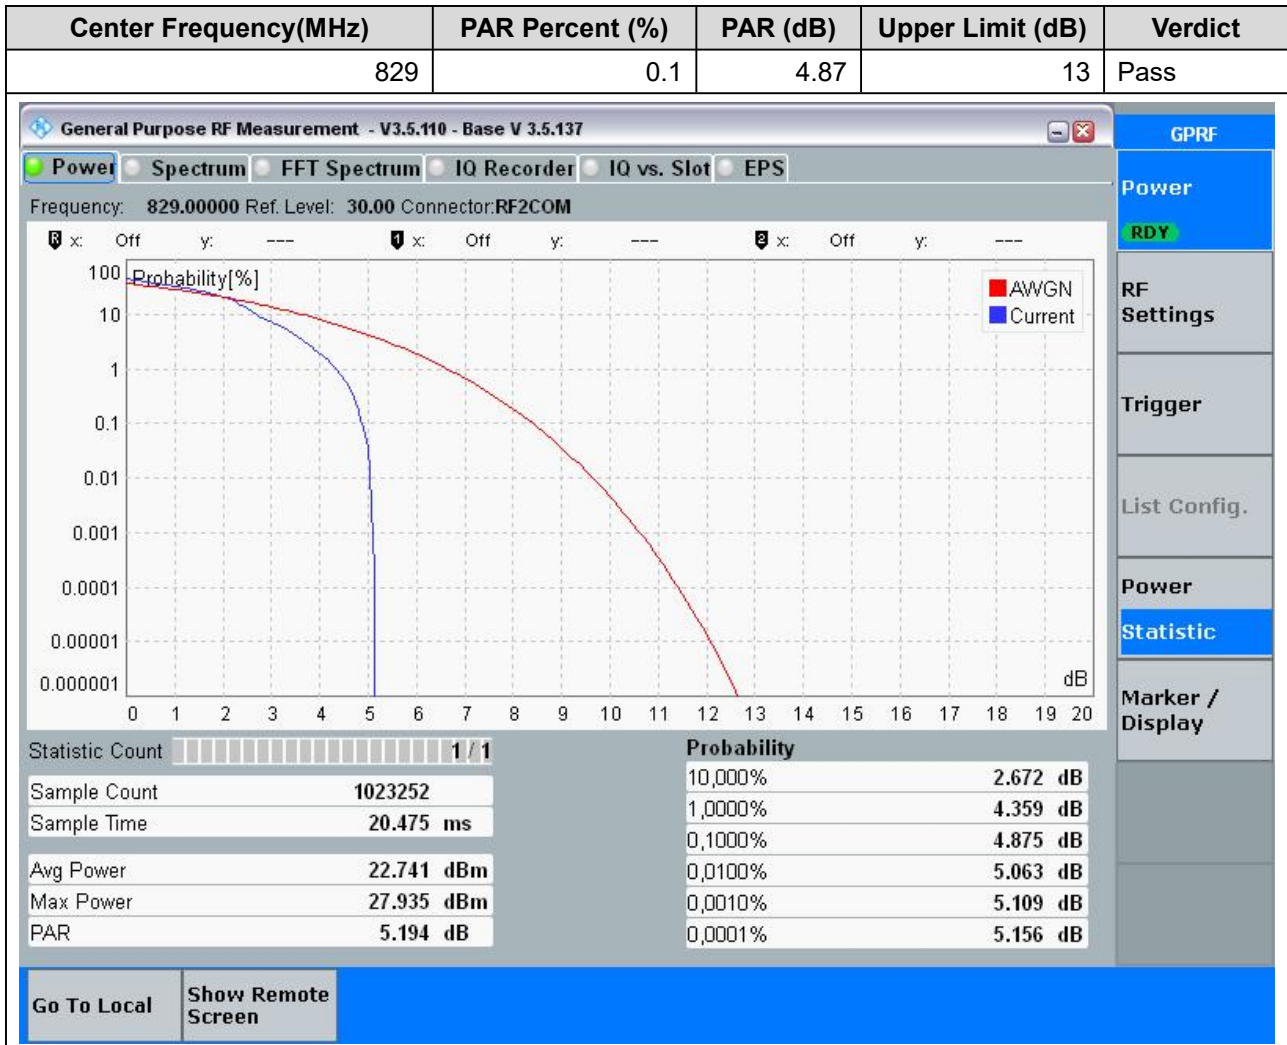 Center Frequency(MHz) PAR Percent (%) PAR (dB) Upper Limit (dB) Verdict
829 0.1 4.87 13 Pass
General Purpose RF Measurement - V3.5.110 - Base V 3.5.137
Power Spectrum FFT Spectrum IQ Recorder IQ vs. Slot EPS
Frequency: 829.00000 Ref. Level: 30.00 Connector:RF2COM
R x: Off y: --- 1 x: Off y: --- 2 x: Off y: ---
Probability[%]
AWGN
Current
100
10
1
0.1
0.01
0.001
0.0001
0.00001
0.000001
dB
0 1 2 3 4 5 6 7 8 9 10 11 12 13 14 15 16 17 18 19 20
Statistic Count 1 / 1
Sample Count 1023252
Sample Time 20.475 ms
Avg Power 22.741 dBm
Max Power 27.935 dBm
PAR 5.194 dB
Probability
10,000% 2.672 dB
1,0000% 4.359 dB
0,1000% 4.875 dB
0,0100% 5.063 dB
0,0010% 5.109 dB
0,0001% 5.156 dB
GPRF
Power
RDY
RF
Settings
Trigger
List Config.
Power
Statistic
Marker /
Display
Go To Local
Show Remote
Screen